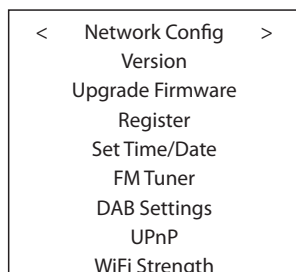 < Network Config >
Version
Upgrade Firmware
Register
Set Time/Date
FM Tuner
DAB Settings
UPnP
WiFi Strength